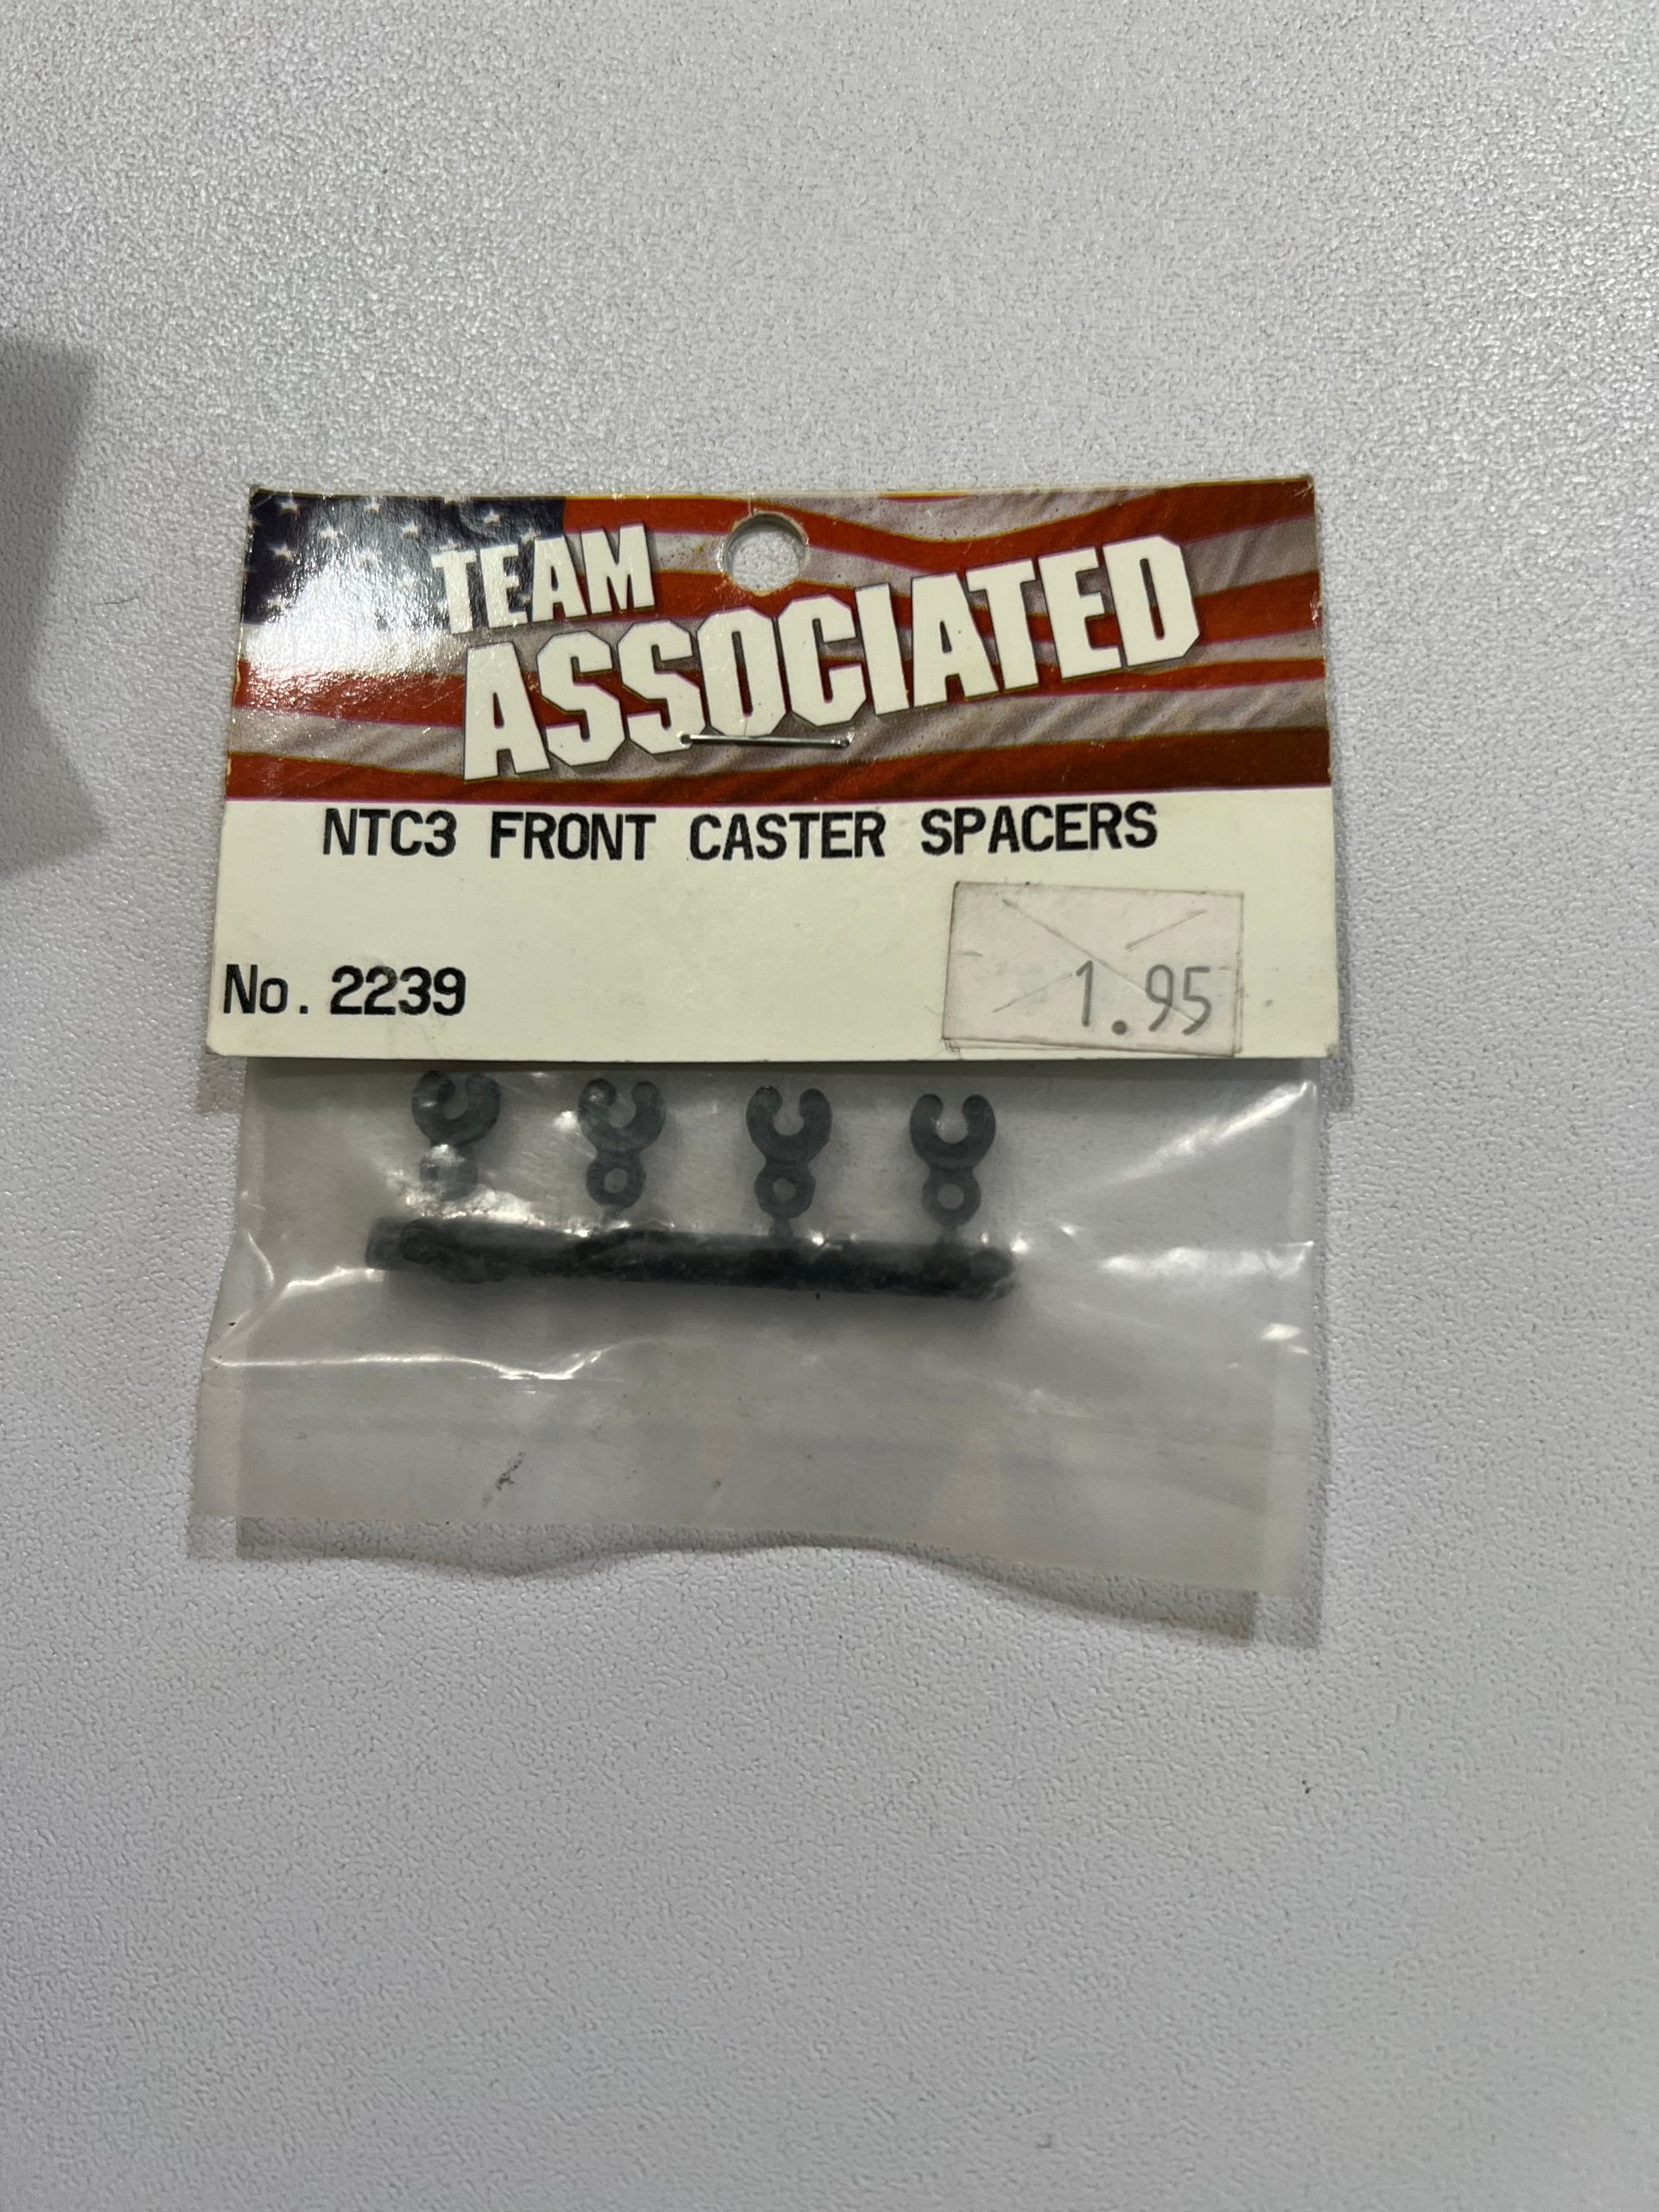 TEAM
ASSOCIATED
NTC3 FRONT CASTER SPACERS
No. 2239
1.95